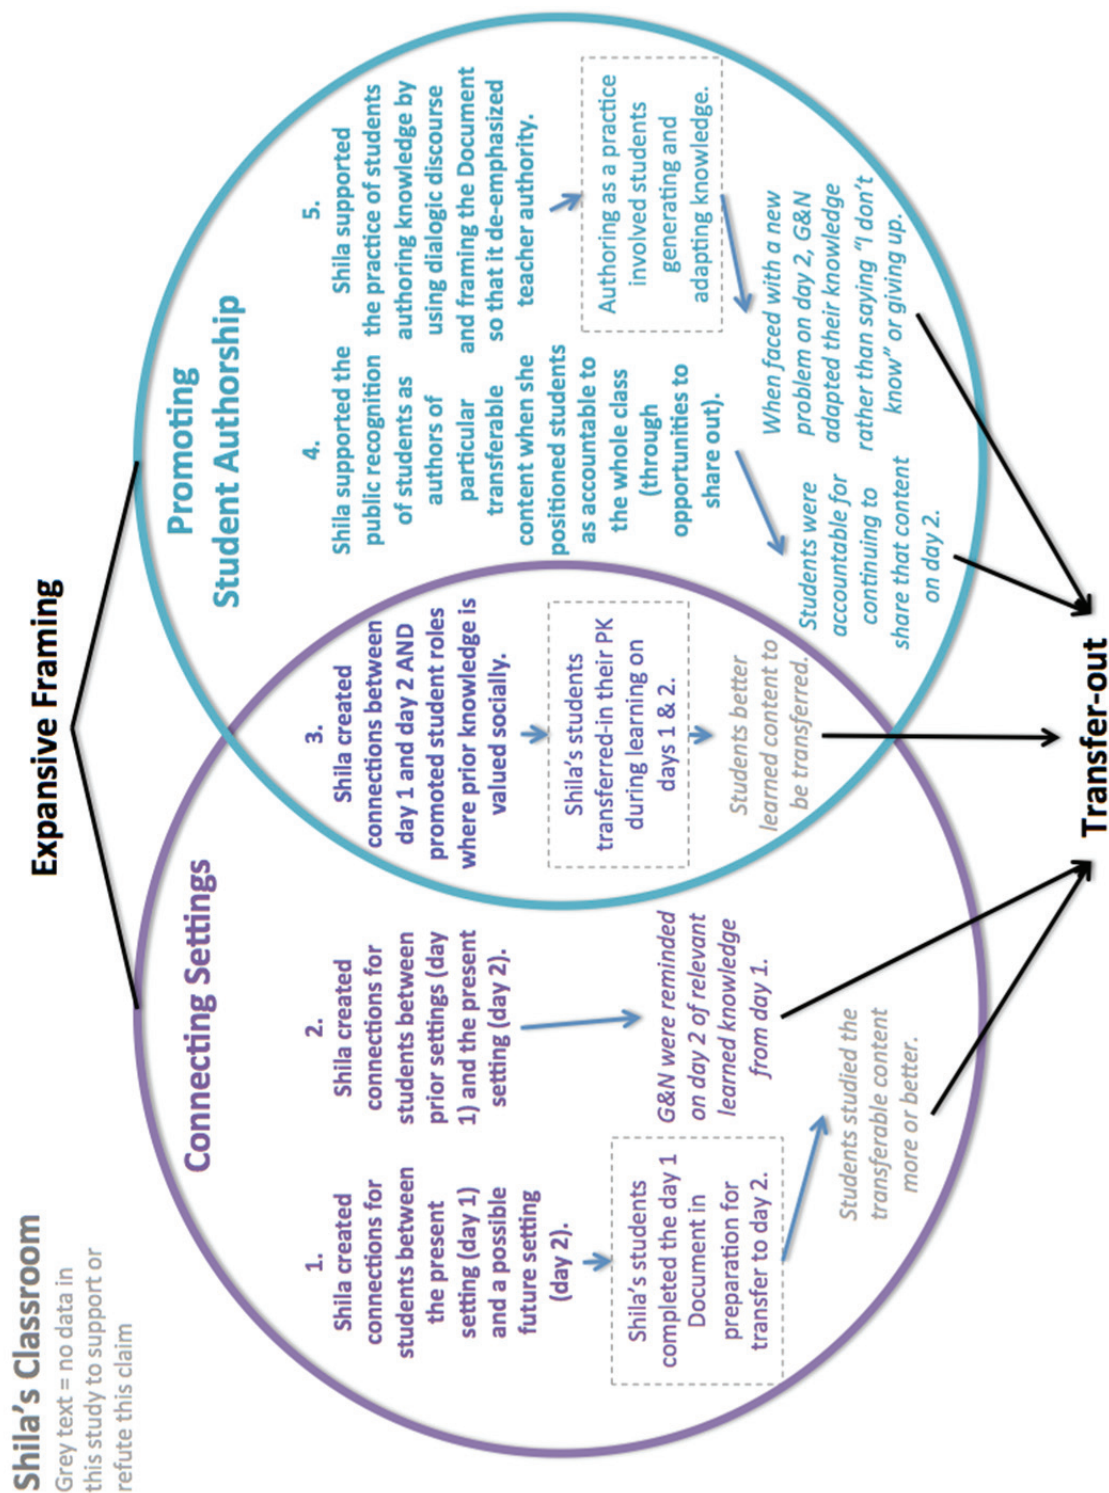 Shila's Classroom
Grey text = no data in
this study to support or
refute this claim
Expansive Framing
Connecting Settings
1.
Shila created
connections for
students between
the present
setting (day 1)
and a possible
future setting
(day 2).
Shila's students
completed the day 1
Document in
preparation for
transfer to day 2.
Students studied the
transferable content
more or better.
2.
Shila created
connections for
students between
prior settings (day
1) and the present
setting (day 2).
G&N were reminded
on day 2 of relevant
learned knowledge
from day 1.
3.
Shila created
connections between
day 1 and day 2 AND
promoted student roles
where prior knowledge is
valued socially.
Shila's students
transferred-in their PK
during learning on
days 1 & 2.
Students better
learned content to
be transferred.
Promoting
Student Authorship
4.
Shila supported the
public recognition
of students as
authors of
particular
transferable
content when she
positioned students
as accountable to
the whole class
(through
opportunities to
share out).
Students were
accountable for
continuing to
share that content
on day 2.
5.
Shila supported
the practice of students
authoring knowledge by
using dialogic discourse
and framing the Document
so that it de-emphasized
teacher authority.
Authoring as a practice
involved students
generating and
adapting knowledge.
When faced with a new
problem on day 2, G&N
adapted their knowledge
rather than saying "I don't
know" or giving up.
Transfer-out